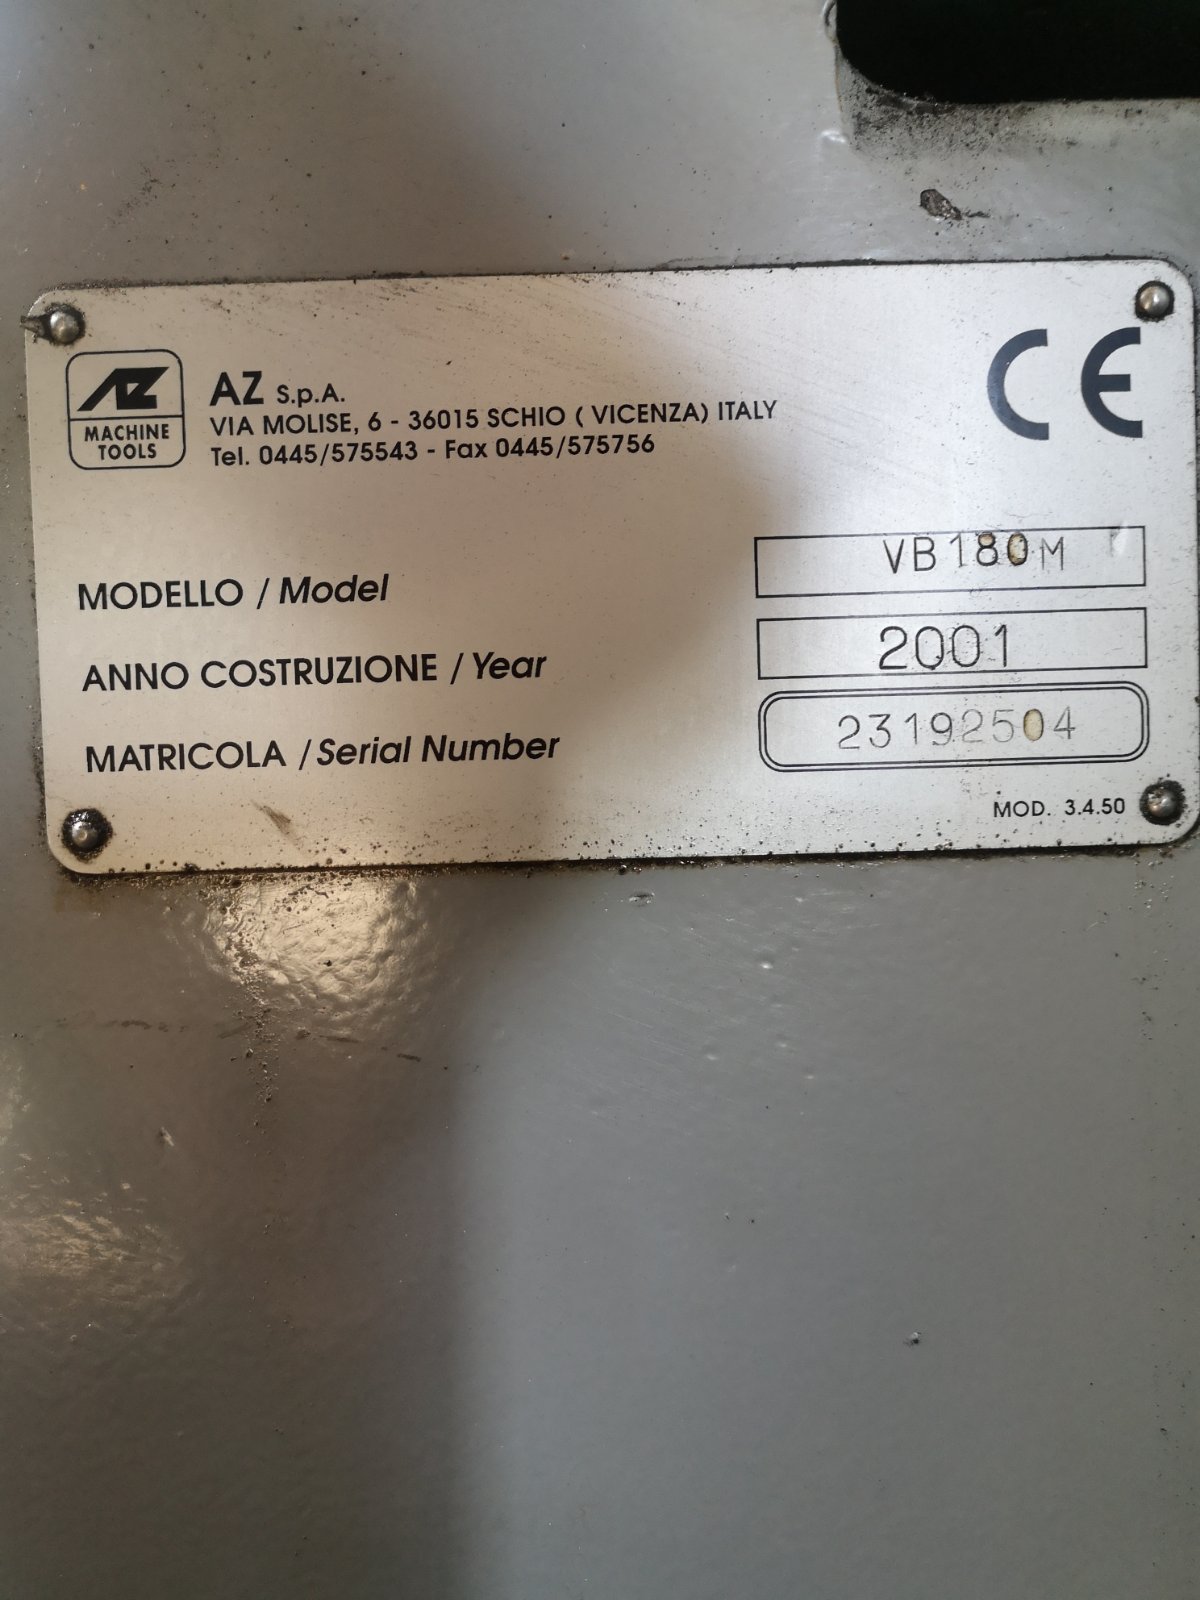 AZ
MACHINE
TOOLS
AZ S.p.A.
VIA MOLISE, 6 - 36015 SCHIO ( VICENZA) ITALY
Tel. 0445/575543 - Fax 0445/575756
CE
MODELLO / Model VB180M
ANNO COSTRUZIONE / Year 2001
MATRICOLA / Serial Number 23192504
MOD. 3.4.50